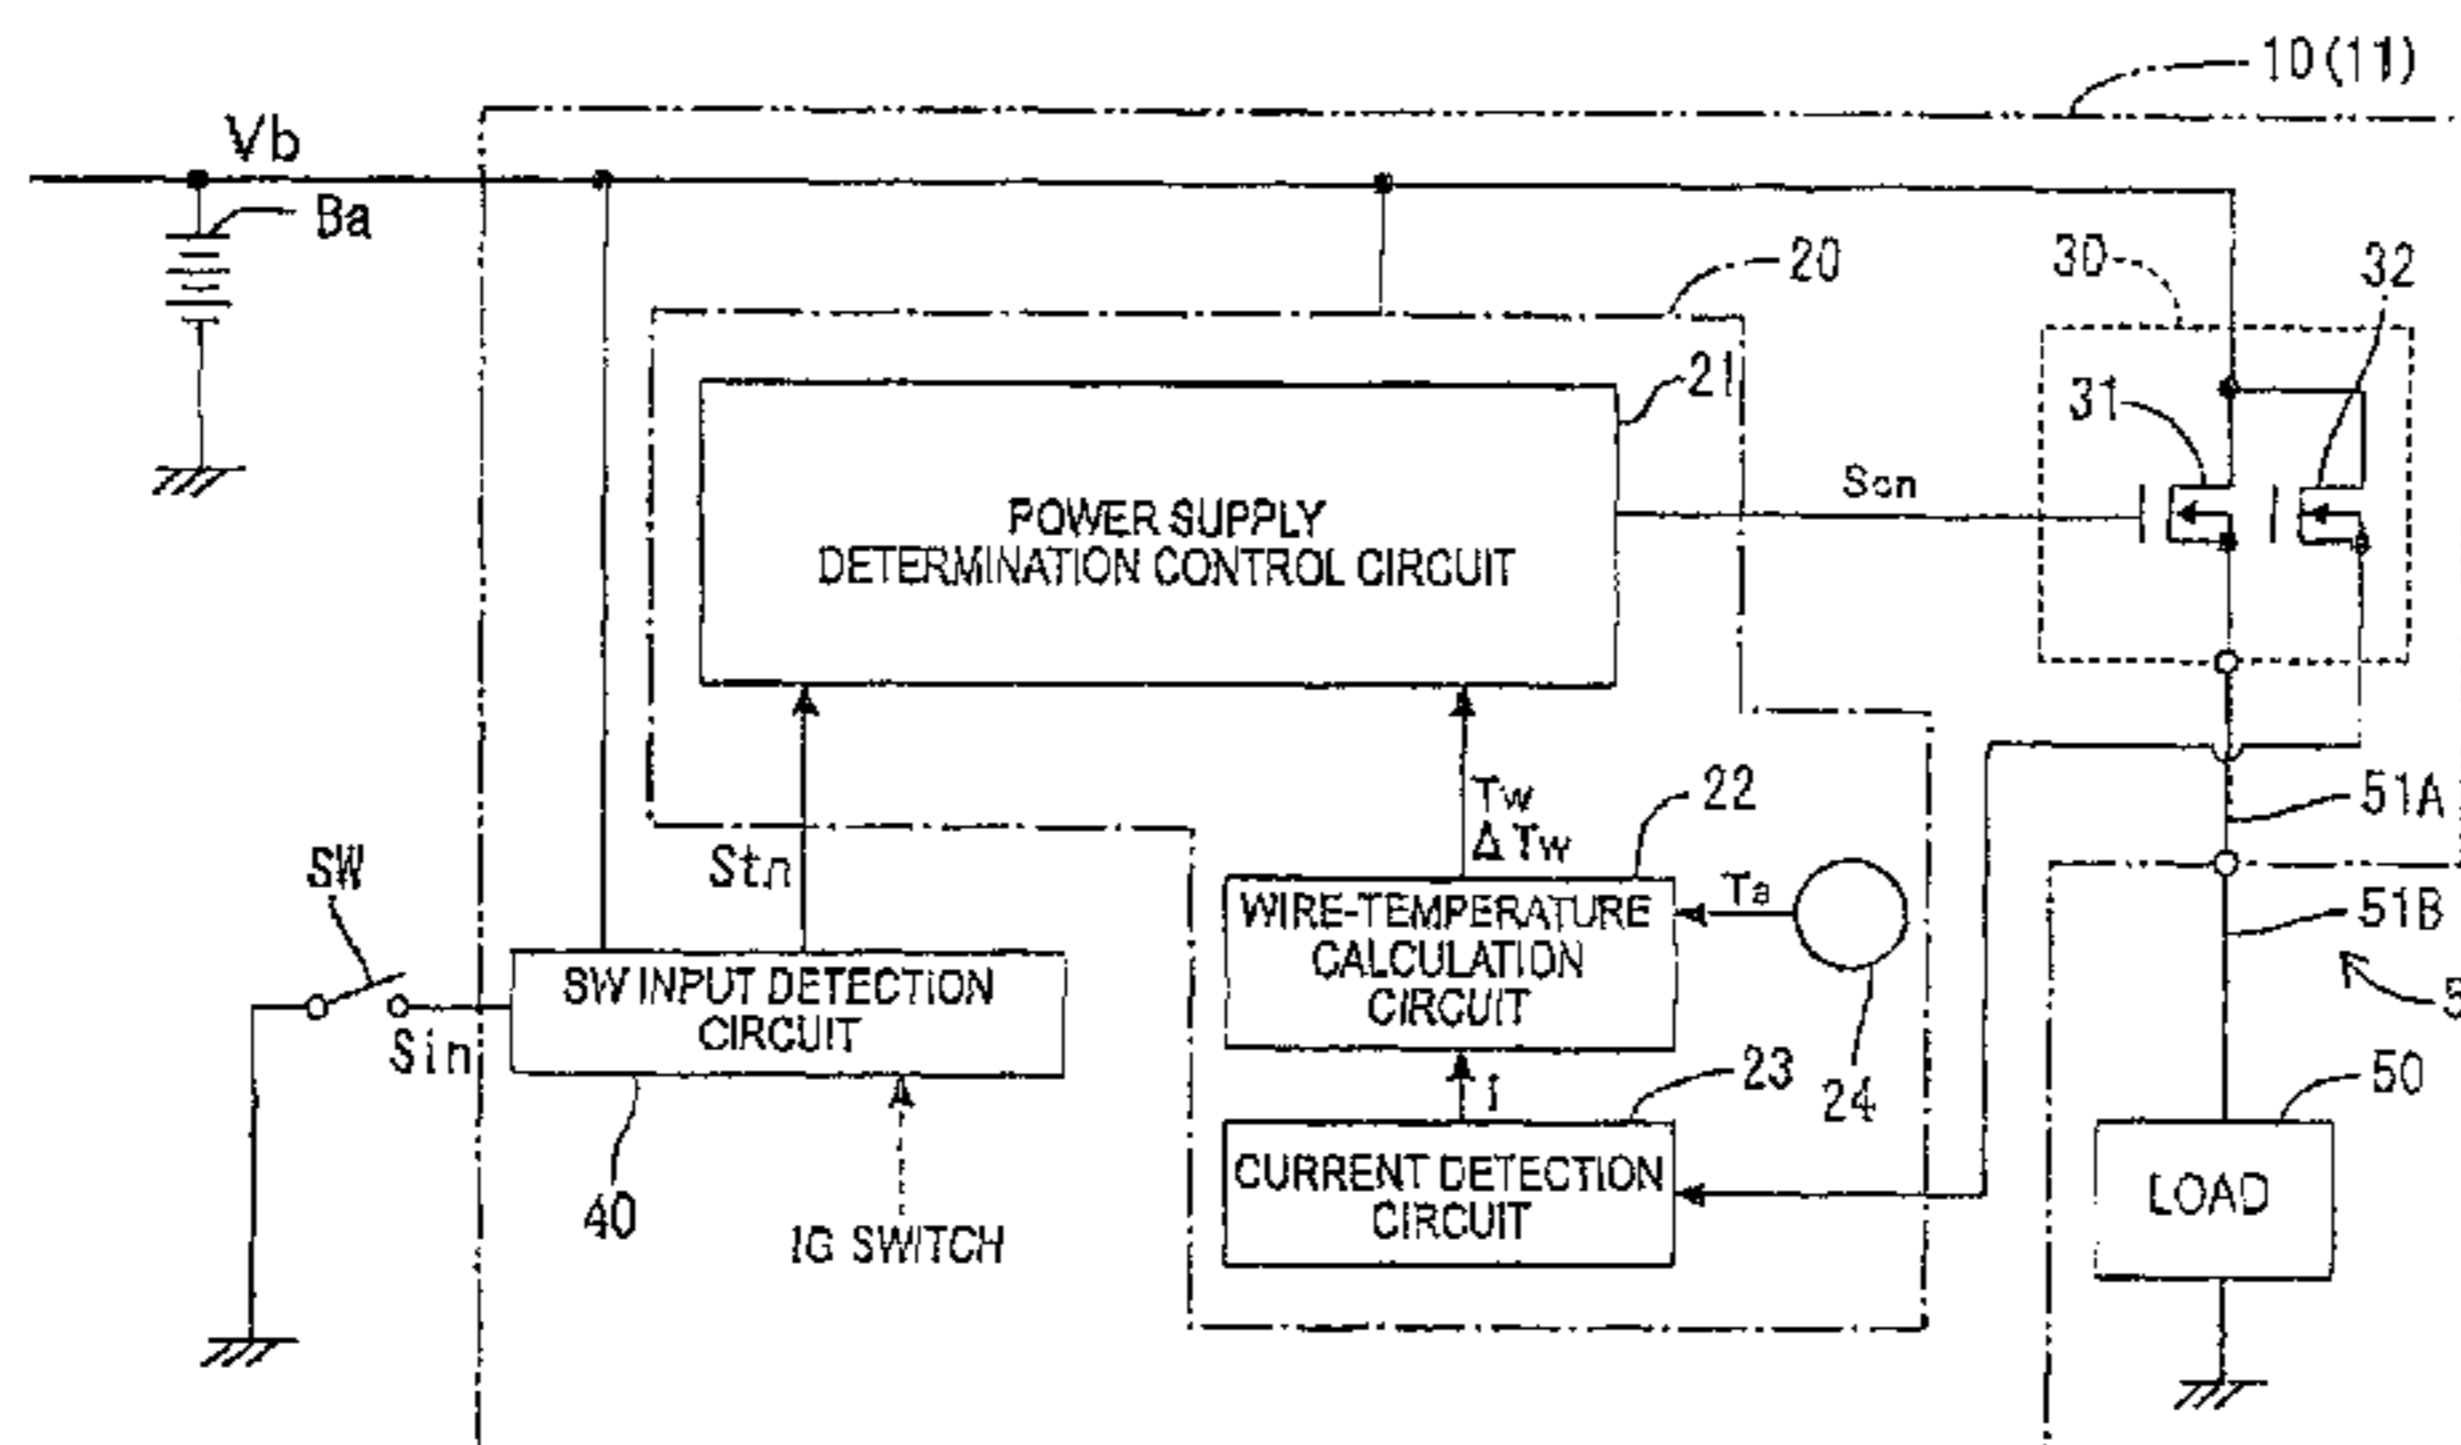 10(11)
Vb
Ba
20
30
32
21
31
Scn
POWER SUPPLY
DETERMINATION CONTROL CIRCUIT
Tw
ΔTw
22
51A
Stn
SW
Ta
WIRE-TEMPERATURE
CALCULATION
CIRCUIT
51B
SW INPUT DETECTION
CIRCUIT
Sin
5
i
23
24
50
CURRENT DETECTION
CIRCUIT
LOAD
40
IG SWITCH